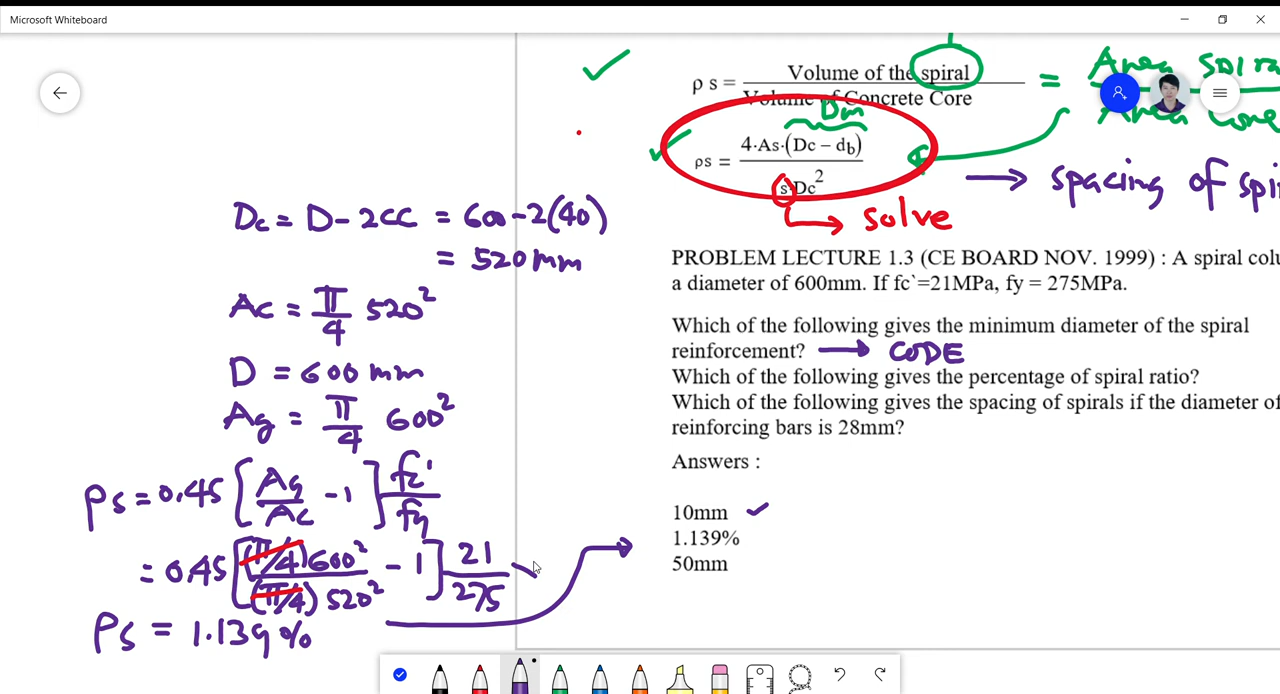 Microsoft Whiteboard
ρ s = Volume of the spiral / Volume of Concrete Core = Area / Area
Dm
ρs = 4·As·(Dc − db) / s·Dc²
→ spacing of
→ solve
Dc = D - 2CC = 600 - 2(40)
= 520 mm
Ac = π/4 520²
D = 600 mm
Ag = π/4 600²
ρs = 0.45 [Ag/Ac - 1] fc'/fy
= 0.45 [(π/4) 600² / (π/4) 520² - 1] 21/275
ρs = 1.139 %
PROBLEM LECTURE 1.3 (CE BOARD NOV. 1999) : A spiral
a diameter of 600mm. If fc`=21MPa, fy = 275MPa.
Which of the following gives the minimum diameter of the spiral
reinforcement? → CODE
Which of the following gives the percentage of spiral ratio?
Which of the following gives the spacing of spirals if the diameter of
reinforcing bars is 28mm?
Answers :
10mm
1.139%
50mm